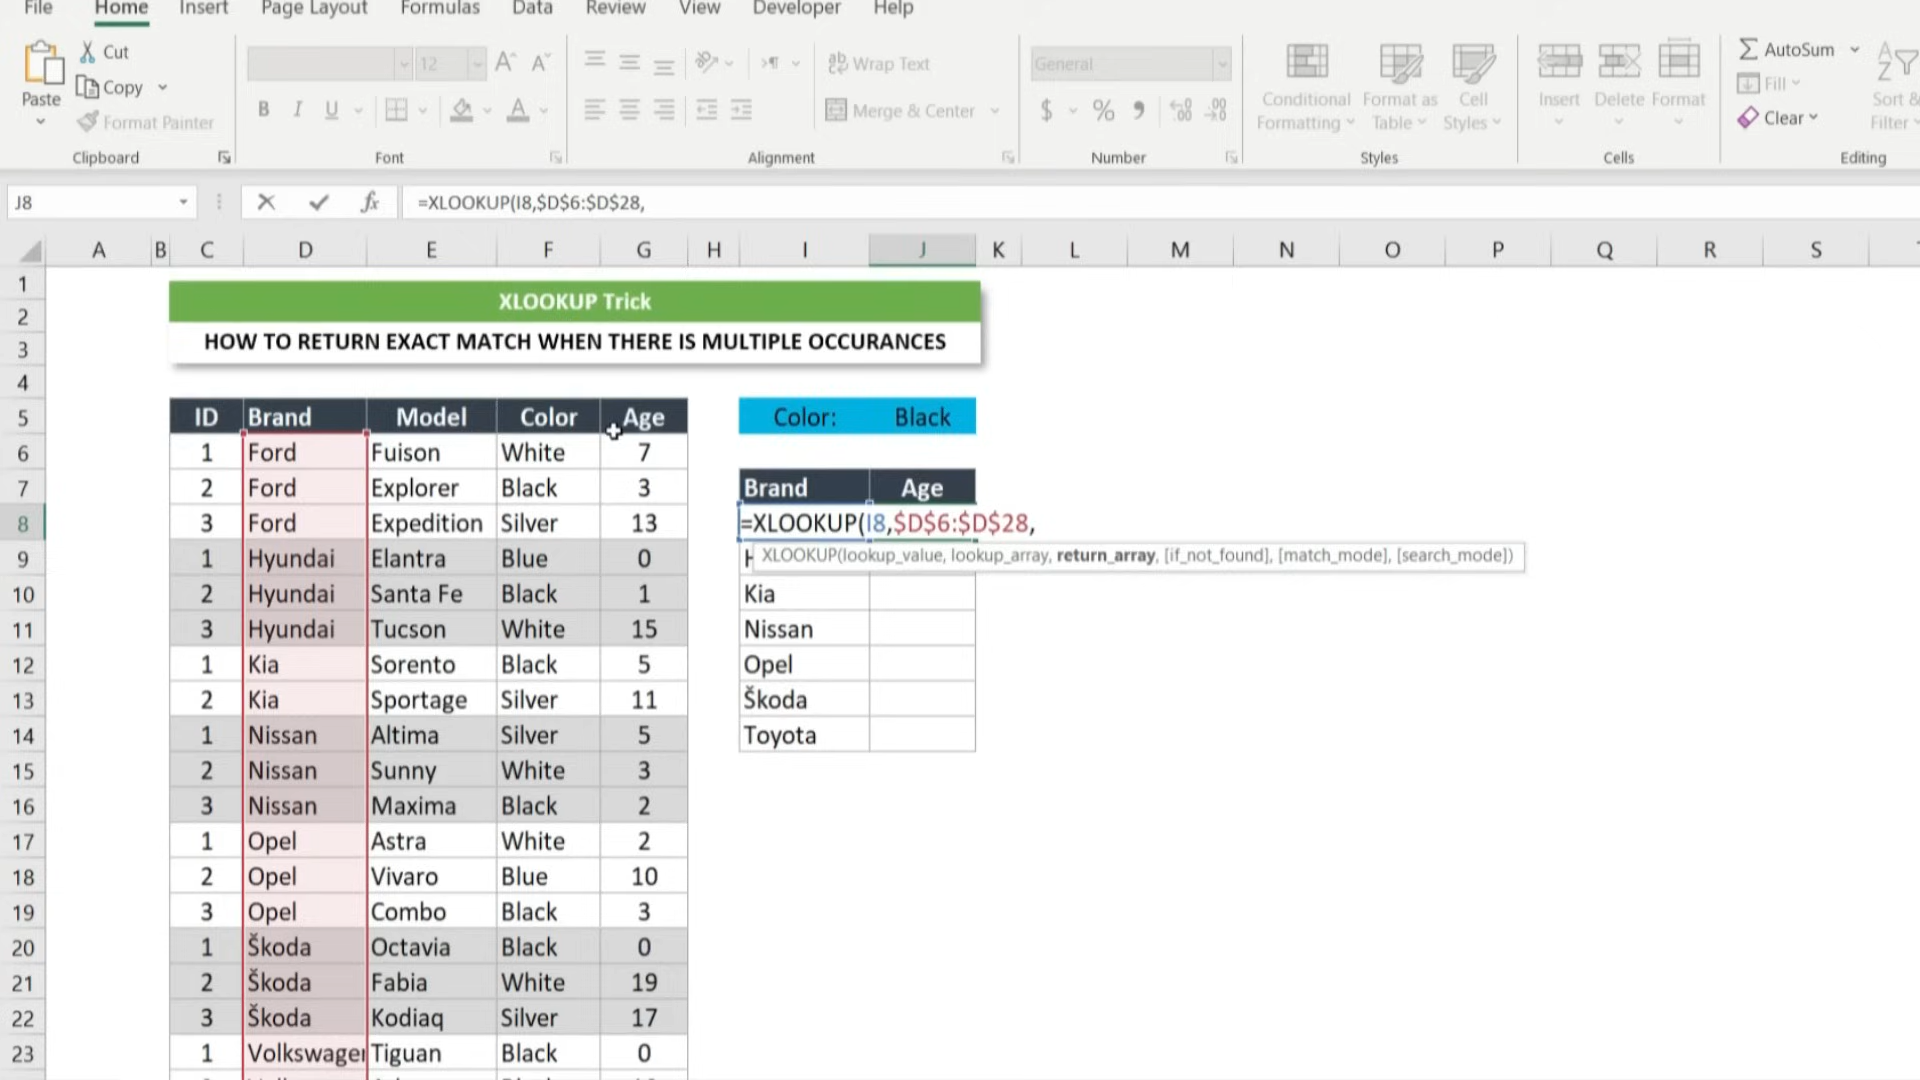 File Home Insert Page Layout Formulas Data Review View Developer Help
Cut
Copy
Paste
Format Painter
Clipboard
12 A^ A
B I U A
Font
ab Wrap Text
Merge & Center
Alignment
General
$ % ,
Number
Conditional Formatting
Format as Table
Cell Styles
Styles
Insert Delete Format
Cells
AutoSum
Fill
Clear
Sort &
Filter
Editing
J8 fx =XLOOKUP(I8,$D$6:$D$28,
A B C D E F G H I J K L M N O P Q R S
1
2 XLOOKUP Trick
3 HOW TO RETURN EXACT MATCH WHEN THERE IS MULTIPLE OCCURANCES
4
5 ID Brand Model Color Age Color: Black
6 1 Ford Fuison White 7
7 2 Ford Explorer Black 3 Brand Age
8 3 Ford Expedition Silver 13 =XLOOKUP(I8,$D$6:$D$28,
9 1 Hyundai Elantra Blue 0 XLOOKUP(lookup_value, lookup_array, return_array, [if_not_found], [match_mode], [search_mode])
10 2 Hyundai Santa Fe Black 1 Kia
11 3 Hyundai Tucson White 15 Nissan
12 1 Kia Sorento Black 5 Opel
13 2 Kia Sportage Silver 11 Škoda
14 1 Nissan Altima Silver 5 Toyota
15 2 Nissan Sunny White 3
16 3 Nissan Maxima Black 2
17 1 Opel Astra White 2
18 2 Opel Vivaro Blue 10
19 3 Opel Combo Black 3
20 1 Škoda Octavia Black 0
21 2 Škoda Fabia White 19
22 3 Škoda Kodiaq Silver 17
23 1 Volkswagen Tiguan Black 0